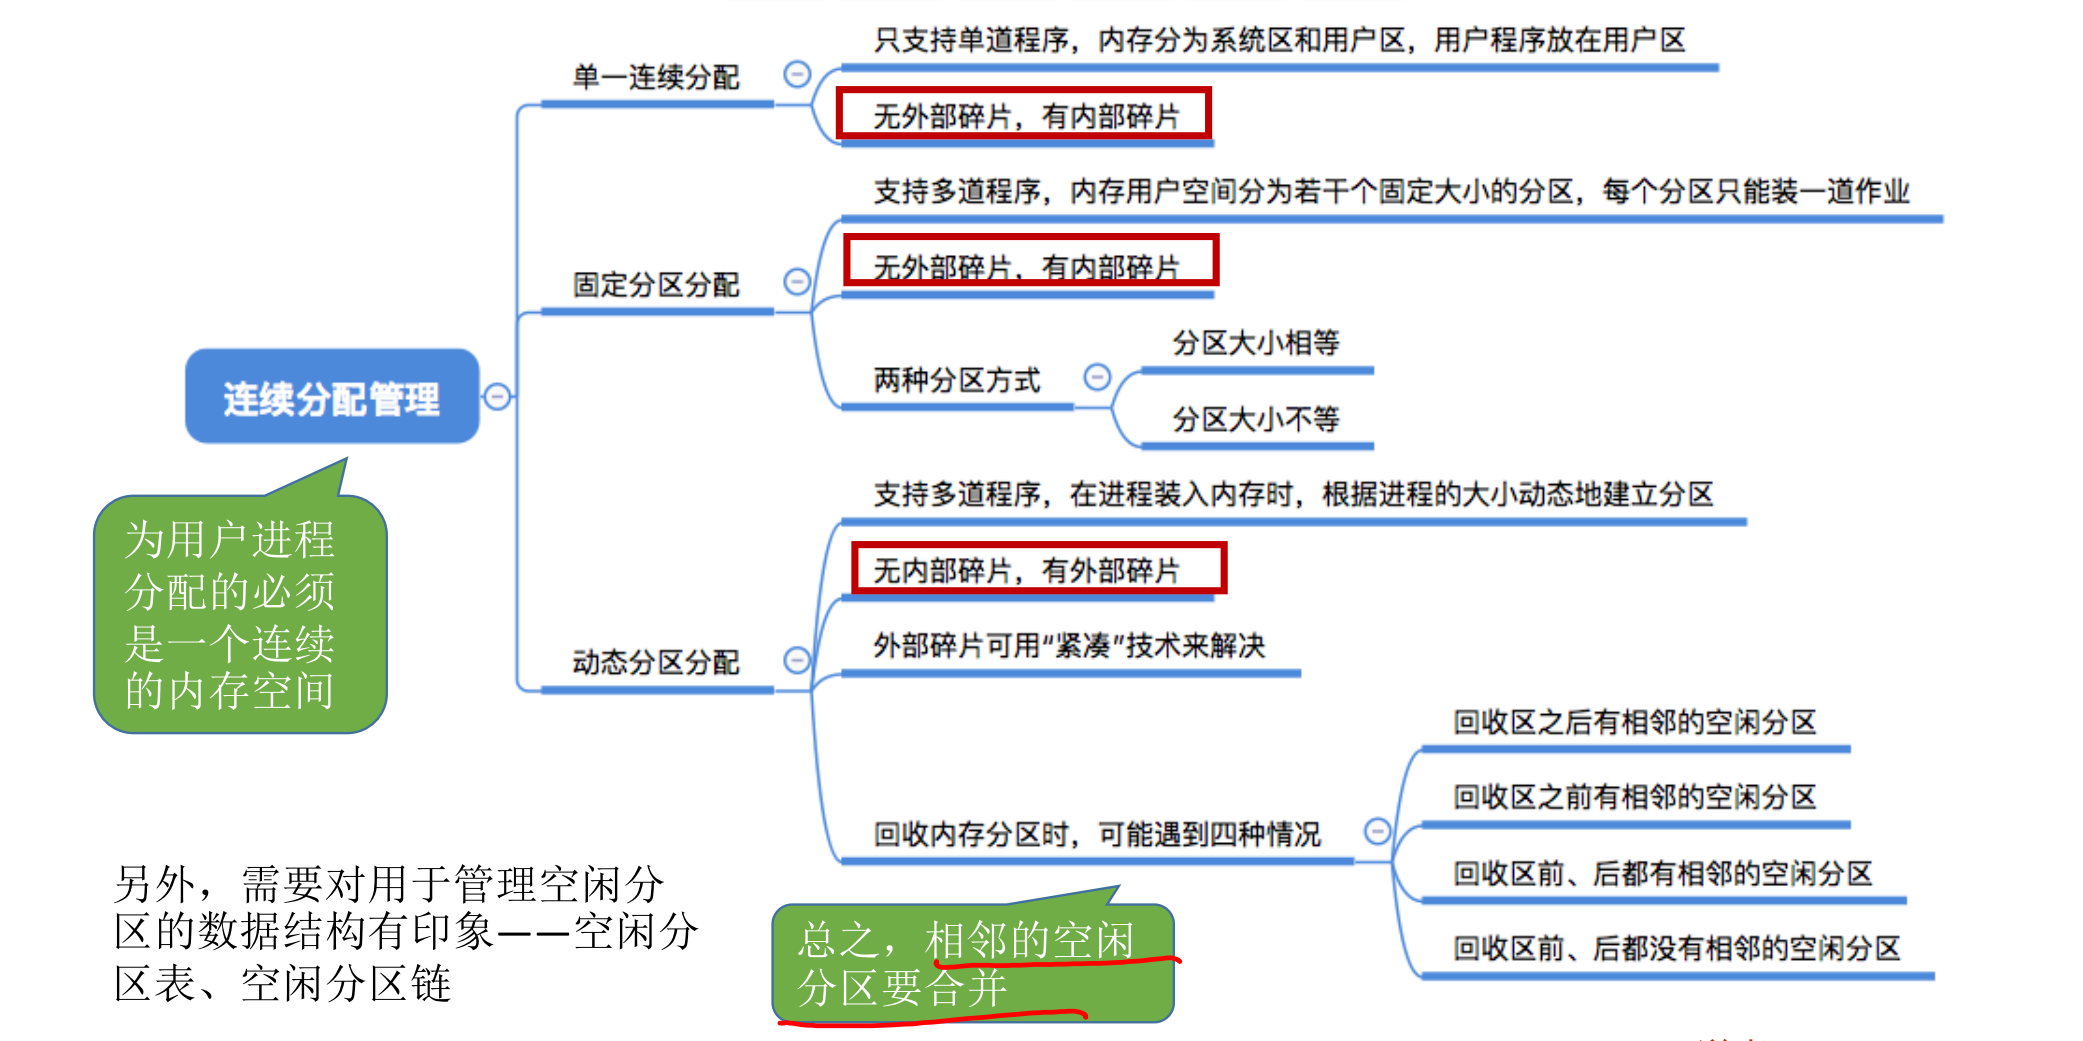 只支持单道程序，内存分为系统区和用户区，用户程序放在用户区
单一连续分配
无外部碎片，有内部碎片
支持多道程序，内存用户空间分为若干个固定大小的分区，每个分区只能装一道作业
无外部碎片，有内部碎片
固定分区分配
分区大小相等
两种分区方式
分区大小不等
连续分配管理
支持多道程序，在进程装入内存时，根据进程的大小动态地建立分区
为用户进程
分配的必须
是一个连续
的内存空间
无内部碎片，有外部碎片
外部碎片可用“紧凑”技术来解决
动态分区分配
回收区之后有相邻的空闲分区
回收区之前有相邻的空闲分区
回收内存分区时，可能遇到四种情况
回收区前、后都有相邻的空闲分区
回收区前、后都没有相邻的空闲分区
另外，需要对用于管理空闲分
区的数据结构有印象——空闲分
区表、空闲分区链
总之，相邻的空闲
分区要合并